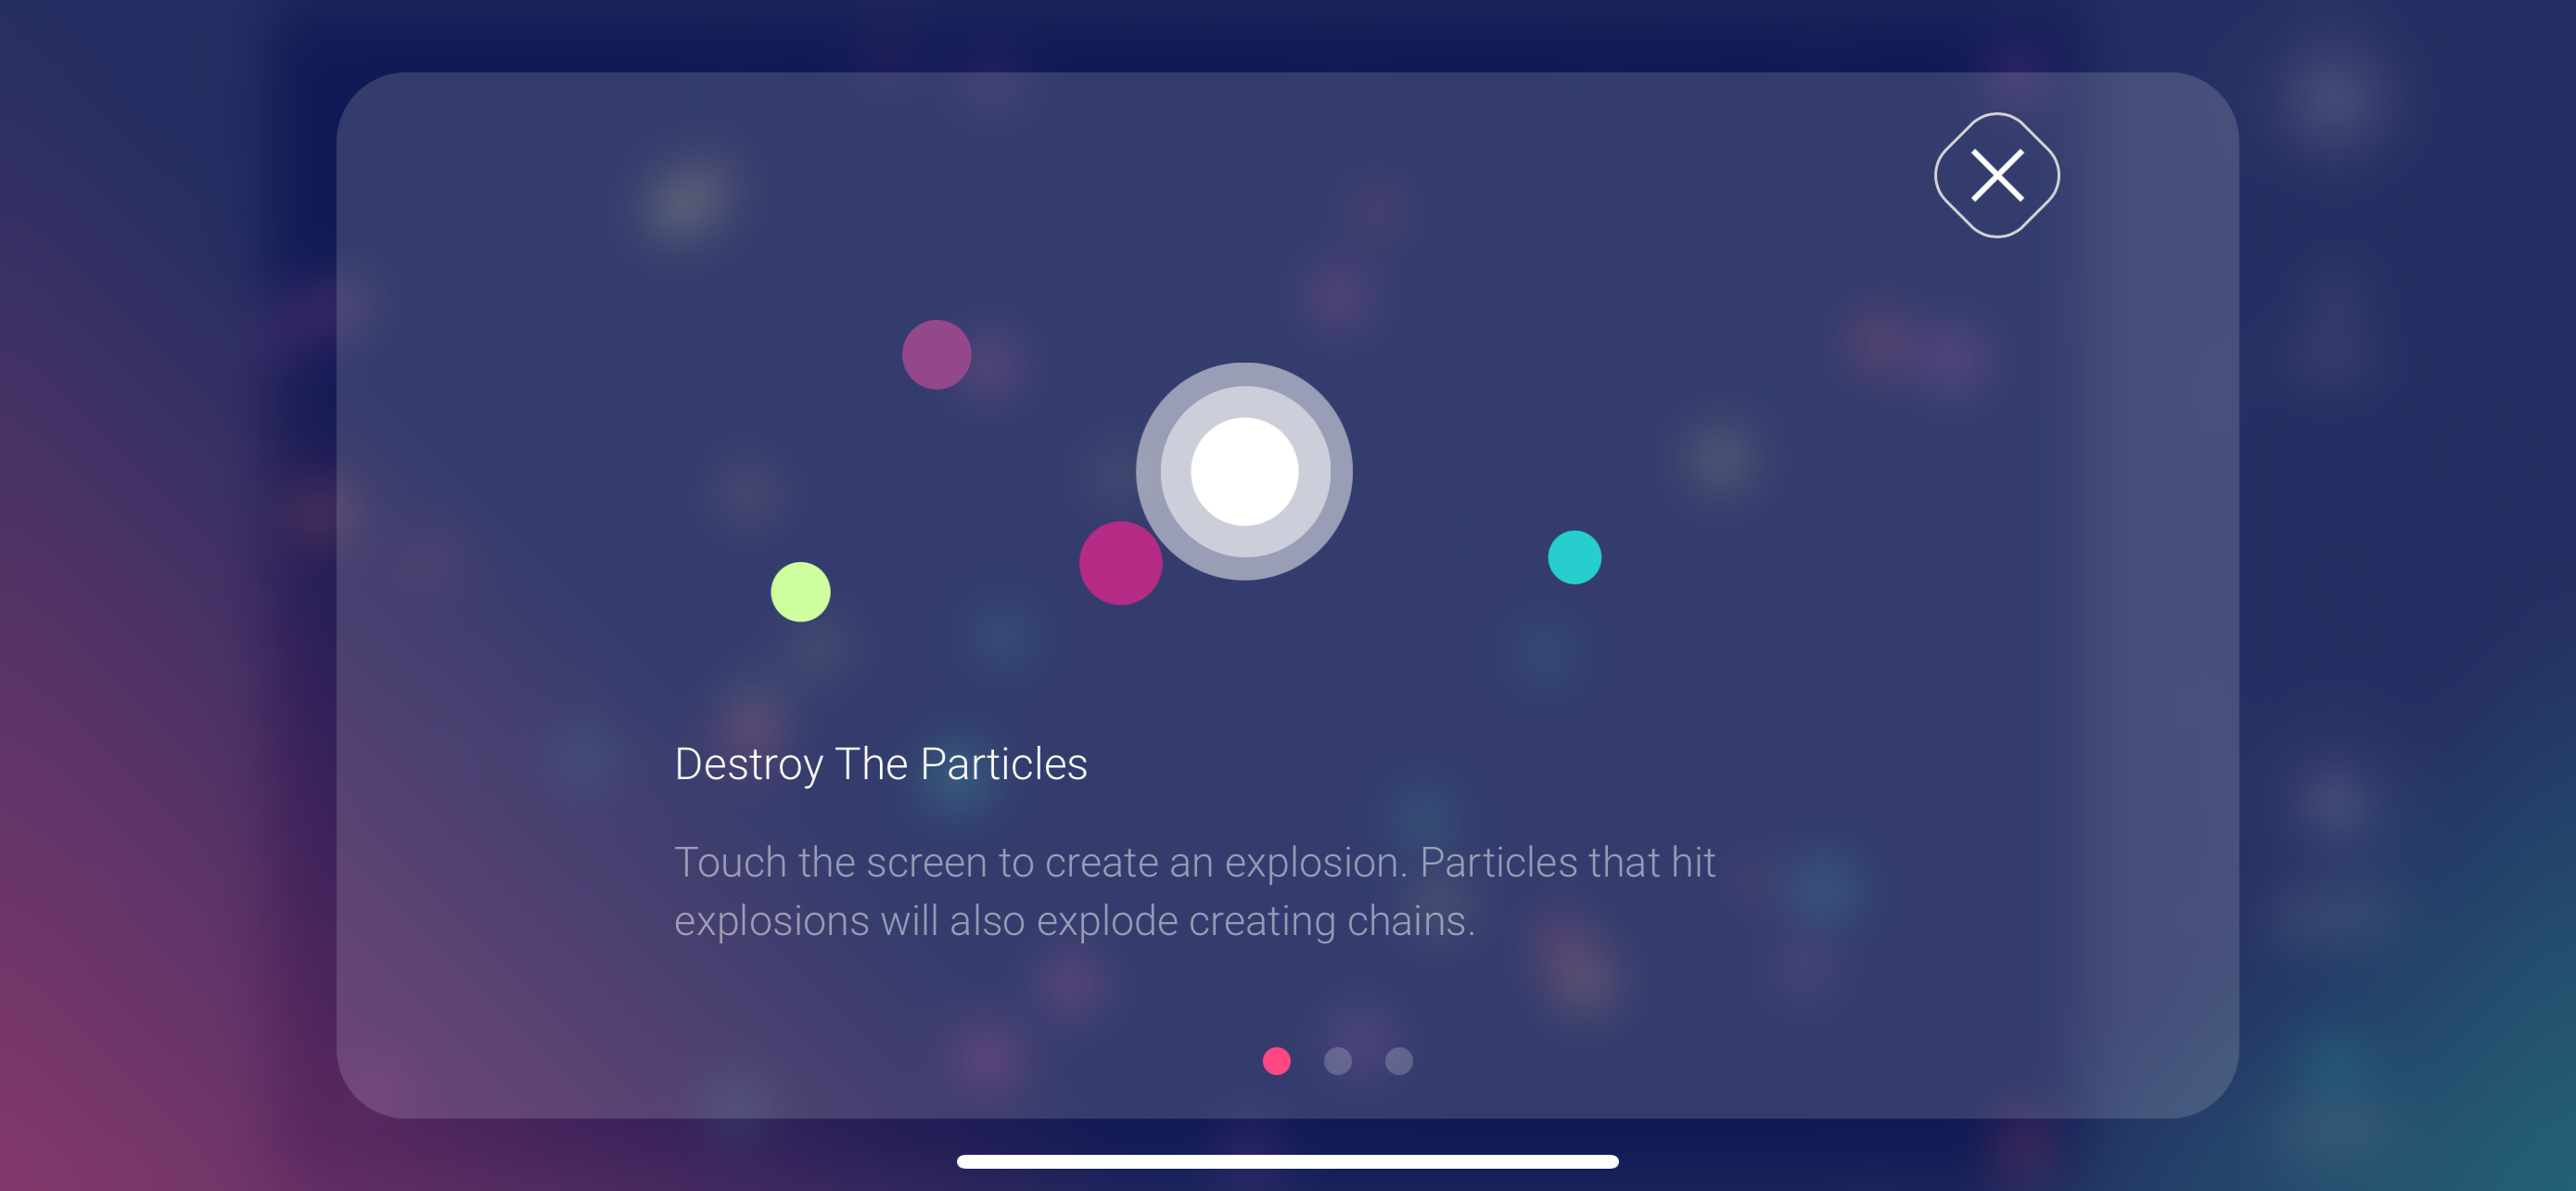 Destroy The Particles
Touch the screen to create an explosion. Particles that hit
explosions will also explode creating chains.